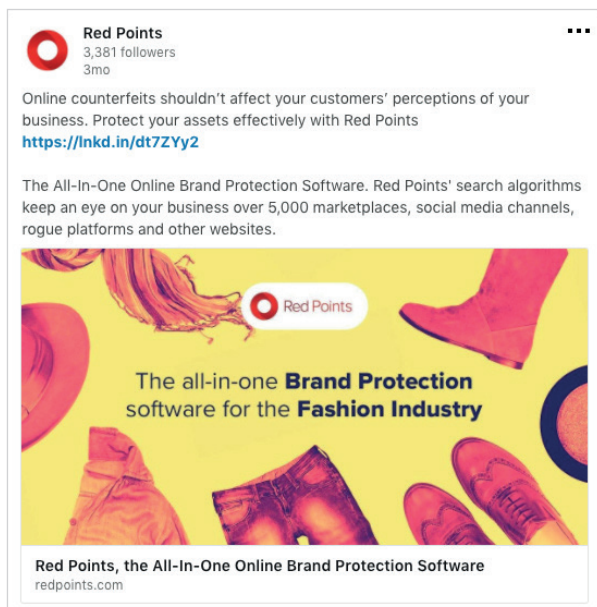 Red Points
3,381 followers
3mo
Online counterfeits shouldn't affect your customers' perceptions of your
business. Protect your assets effectively with Red Points
https://lnkd.in/dt7ZYy2
The All-In-One Online Brand Protection Software. Red Points' search algorithms
keep an eye on your business over 5,000 marketplaces, social media channels,
rogue platforms and other websites.
Red Points
The all-in-one Brand Protection
software for the Fashion Industry
Red Points, the All-In-One Online Brand Protection Software
redpoints.com